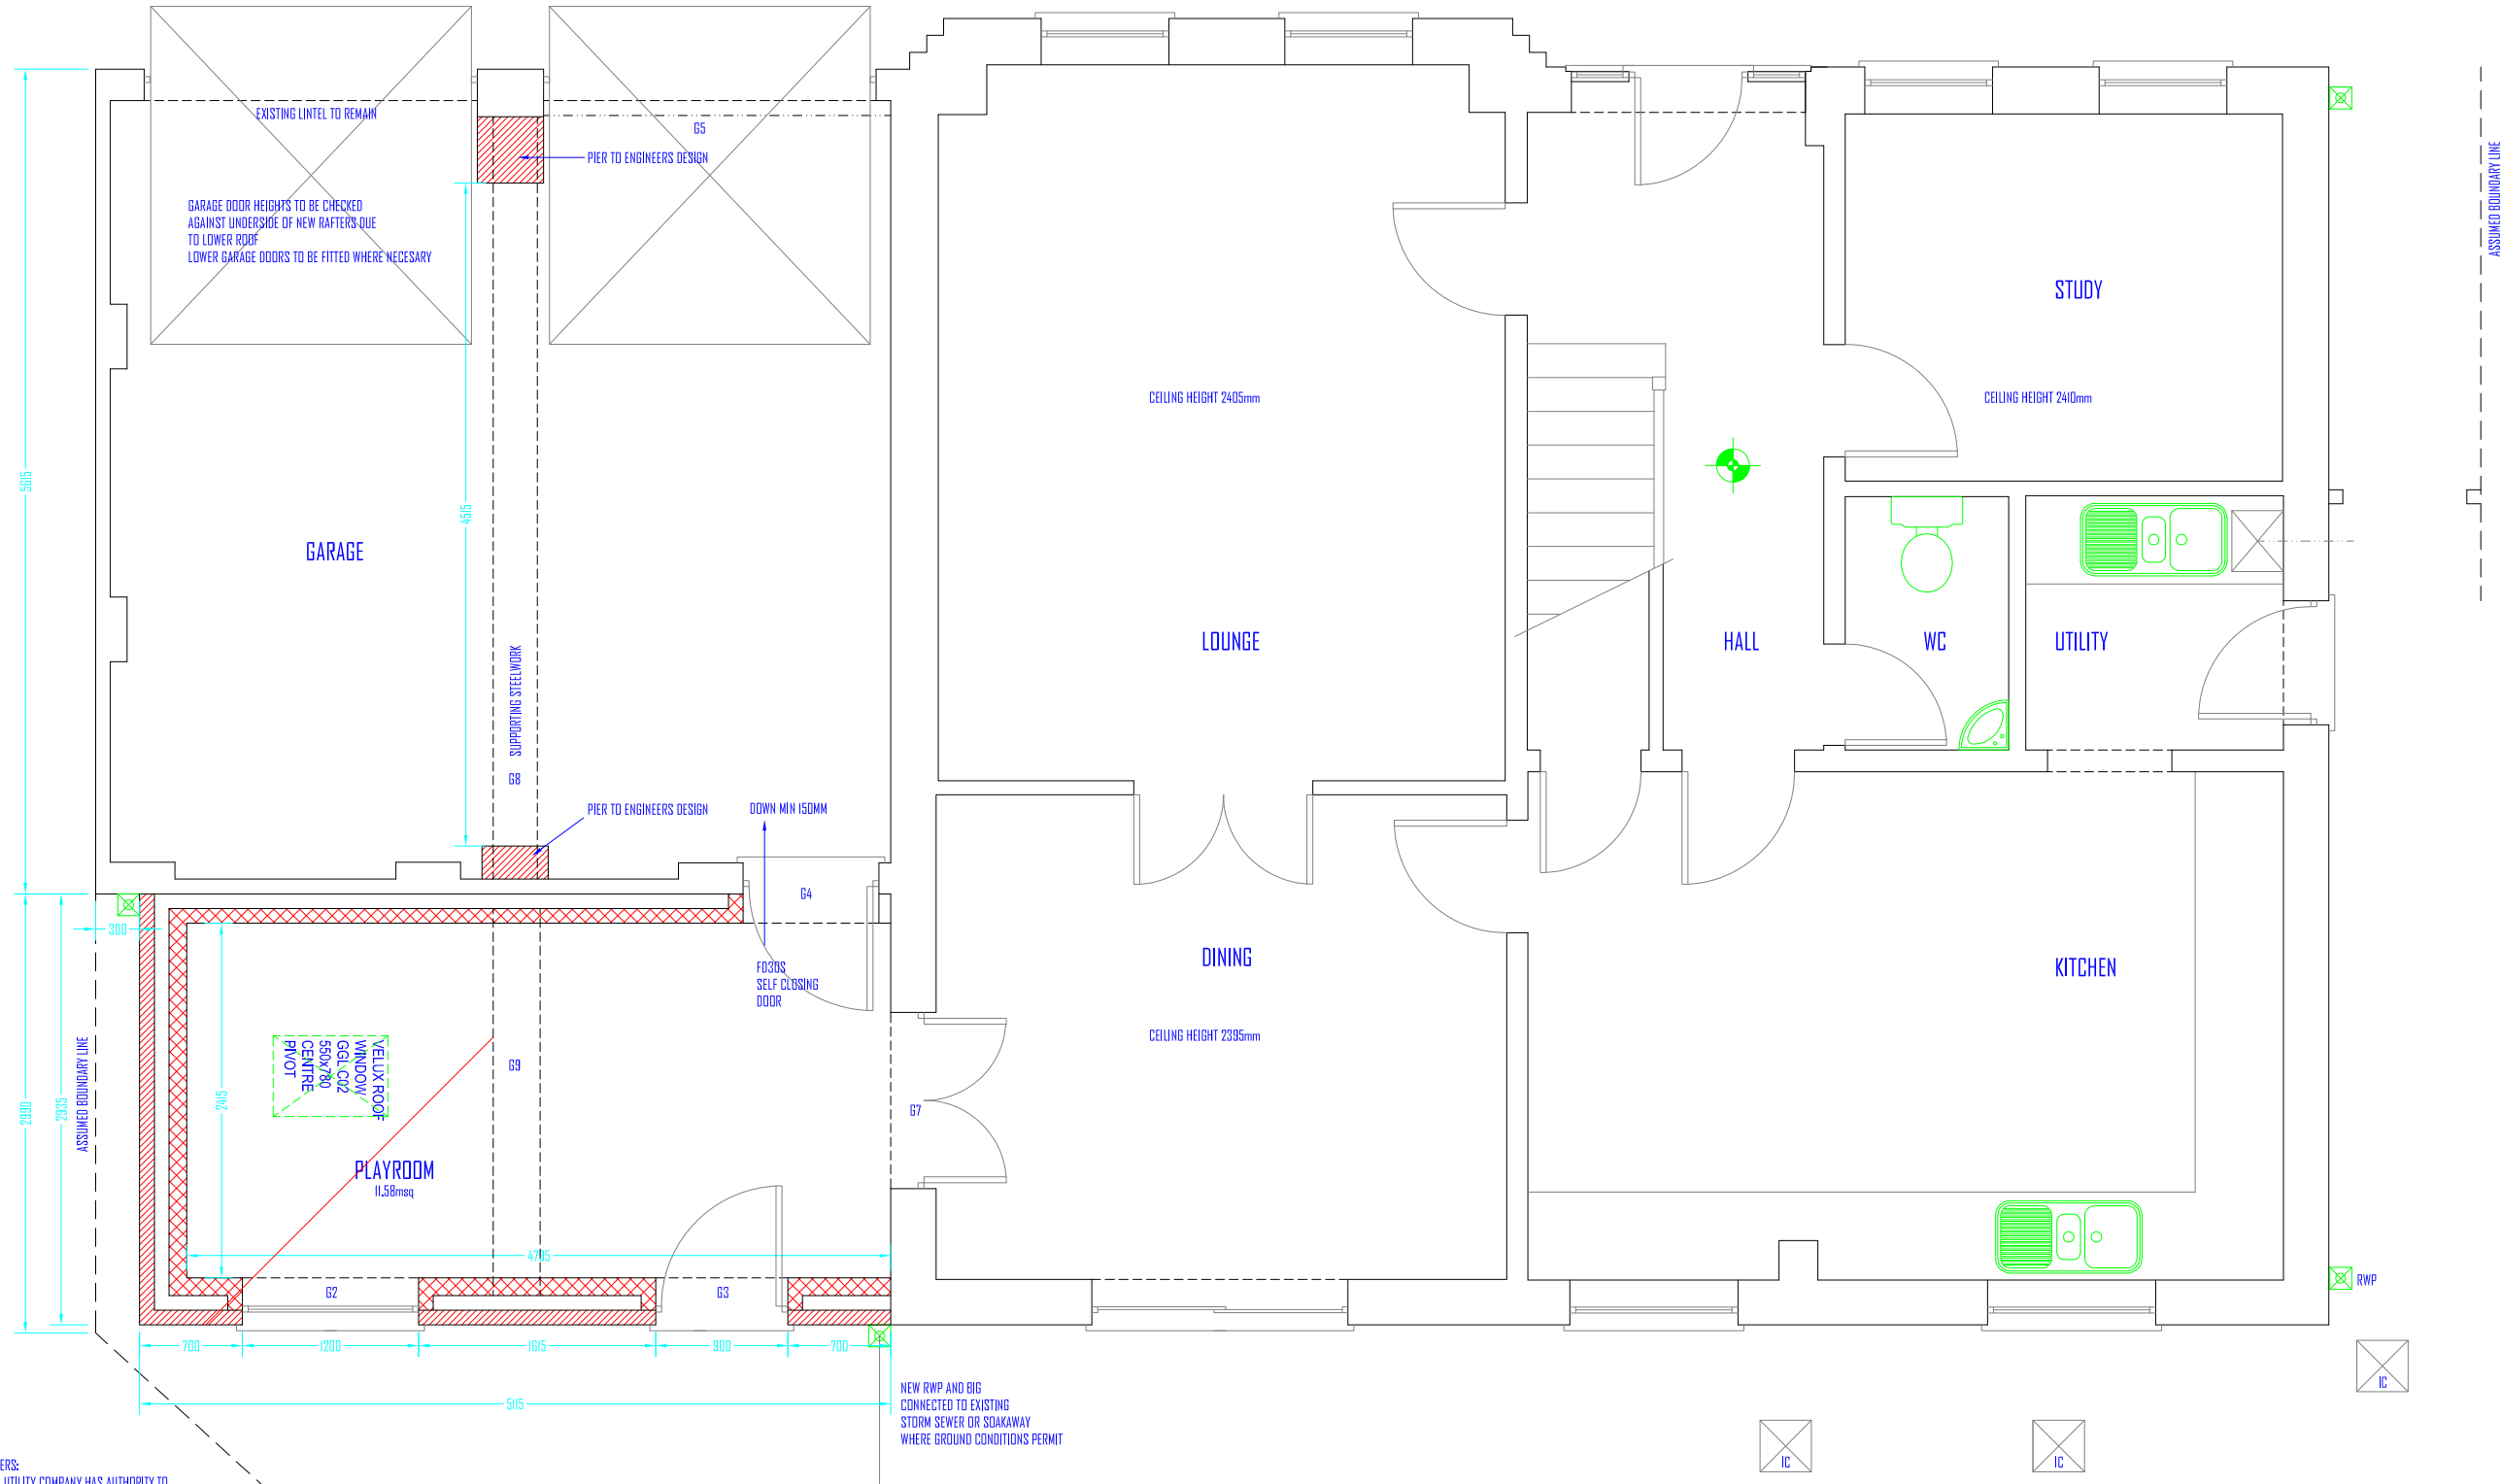 EXISTING LINTEL TO REMAIN
G5
PIER TO ENGINEERS DESIGN
GARAGE DOOR HEIGHTS TO BE CHECKED
AGAINST UNDERSIDE OF NEW RAFTERS DUE
TO LOWER ROOF
LOWER GARAGE DOORS TO BE FITTED WHERE NECESARY
ASSUMED BOUNDARY LINE
STUDY
CEILING HEIGHT 2405mm
CEILING HEIGHT 2410mm
5615
4515
GARAGE
LOUNGE
HALL
WC
UTILITY
SUPPORTING STEELWORK
G8
PIER TO ENGINEERS DESIGN
DOWN MIN 150MM
G4
300
FD30S
SELF CLOSING
DOOR
DINING
KITCHEN
CEILING HEIGHT 2395mm
VELUX ROOF
WINDOW
GGL C02
550x780
CENTRE
PIVOT
G9
G7
2990
2935
ASSUMED BOUNDARY LINE
2415
PLAYROOM
11.58msq
4795
G2
G3
RWP
700
1200
1615
900
700
5115
NEW RWP AND BIG
CONNECTED TO EXISTING
STORM SEWER OR SOAKAWAY
WHERE GROUND CONDITIONS PERMIT
IC
IC
IC
ERS:
UTILITY COMPANY HAS AUTHORITY TO